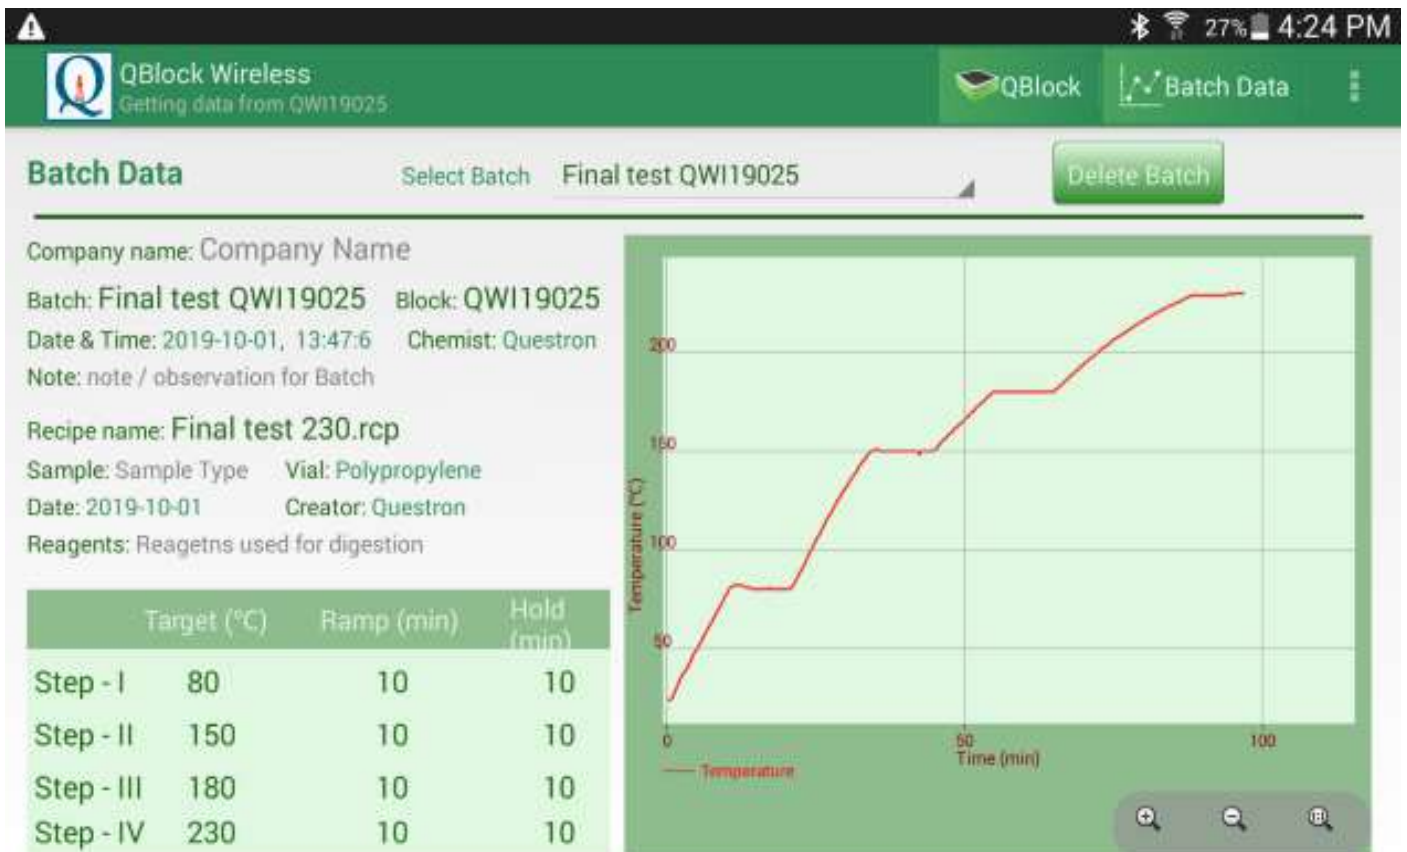 27% 4:24 PM
QBlock Wireless
Getting data from QWI19025
QBlock
Batch Data
Batch Data
Select Batch Final test QWI19025
Delete Batch
Company name: Company Name
Batch: Final test QWI19025 Block: QWI19025
Date & Time: 2019-10-01, 13:47:6 Chemist: Questron
Note: note / observation for Batch
Recipe name: Final test 230.rcp
Sample: Sample Type Vial: Polypropylene
Date: 2019-10-01 Creator: Questron
Reagents: Reagetns used for digestion
Target (°C) Ramp (min) Hold
(min)
Step - I 80 10 10
Step - II 150 10 10
Step - III 180 10 10
Step - IV 230 10 10
Temperature (°C)
200
150
100
50
0 50 100
Time (min)
Temperature